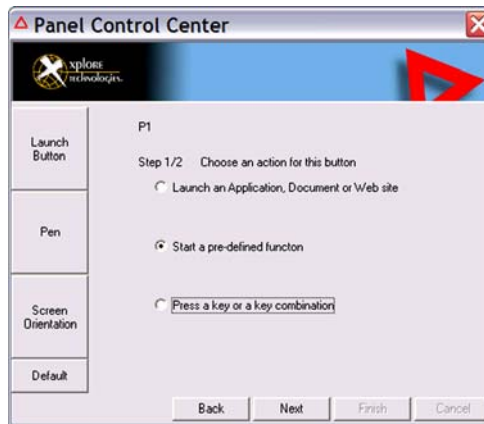 Panel Control Center
xplore
technologies.
Launch
Button
Pen
Screen
Orientation
Default
P1
Step 1/2 Choose an action for this button
Launch an Application, Document or Web site
Start a pre-defined functon
Press a key or a key combination
Back Next Finish Cancel